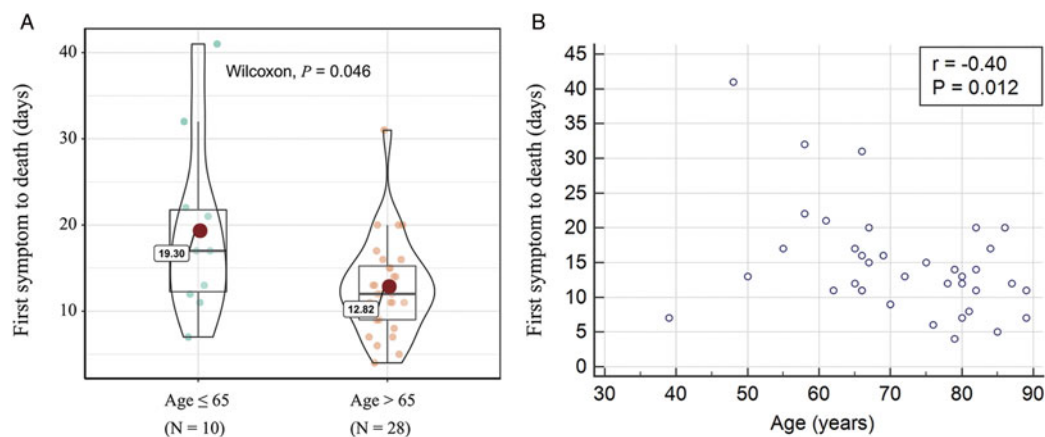 A
First symptom to death (days)
40
30
20
10
Wilcoxon, P = 0.046
19.30
12.82
Age ≤ 65
(N = 10)
Age > 65
(N = 28)
B
First symptom to death (days)
45
40
35
30
25
20
15
10
5
0
r = -0.40
P = 0.012
30 40 50 60 70 80 90
Age (years)